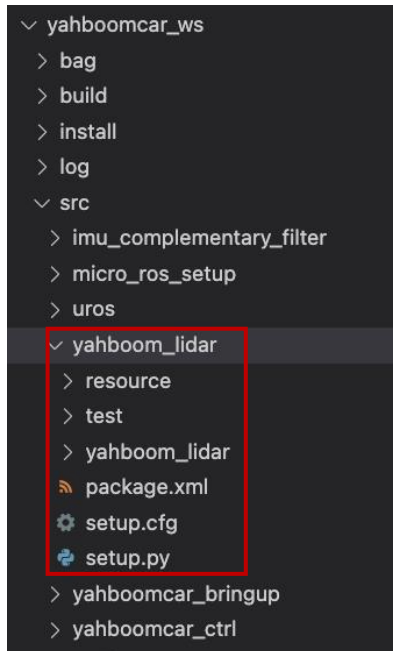 yahboomcar_ws
bag
build
install
log
src
imu_complementary_filter
micro_ros_setup
uros
yahboom_lidar
resource
test
yahboom_lidar
package.xml
setup.cfg
setup.py
yahboomcar_bringup
yahboomcar_ctrl